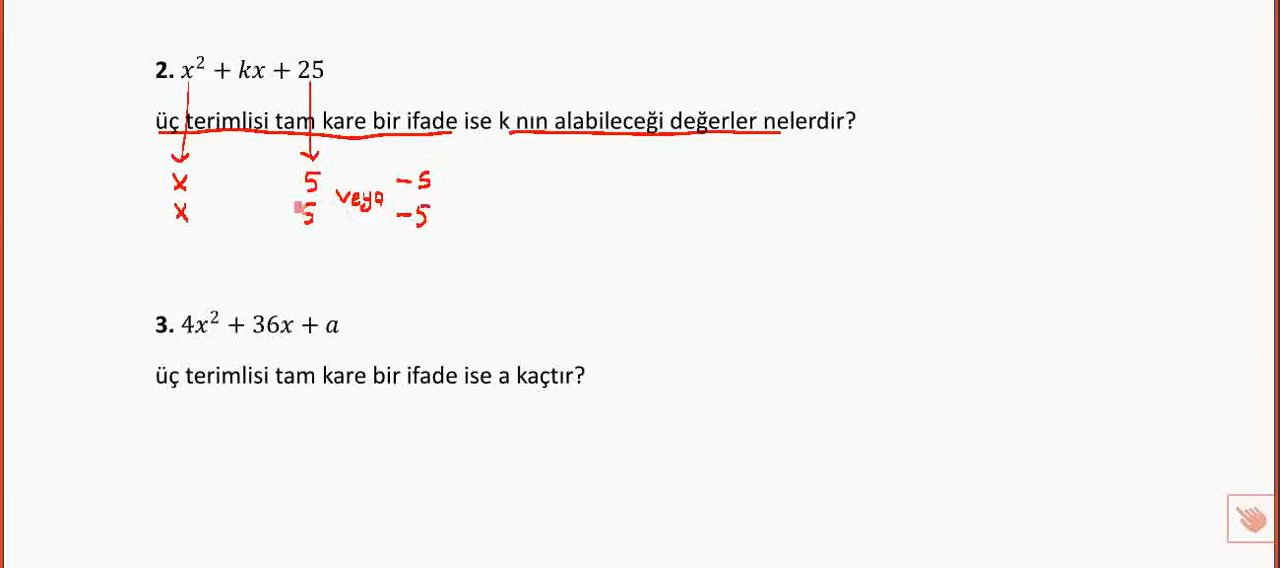 2. x² + kx + 25
üç terimlisi tam kare bir ifade ise k nın alabileceği değerler nelerdir?
x 5 veya -5
x 5 -5
3. 4x² + 36x + a
üç terimlisi tam kare bir ifade ise a kaçtır?